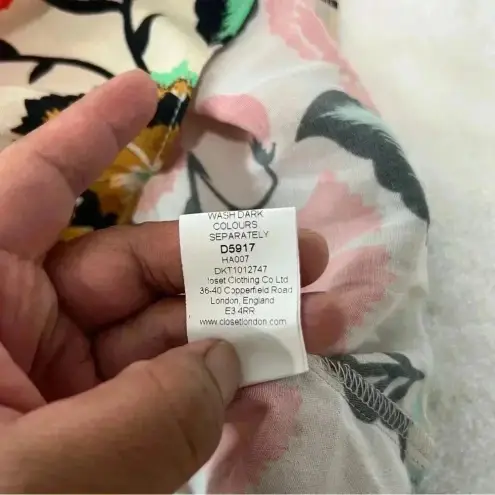 WASH DARK
COLOURS
SEPARATELY
D5917
HA007
DKT1012747
loset Clothing Co Ltd
36-40 Copperfield Road
London, England
E3 4RR
www.closetlondon.com